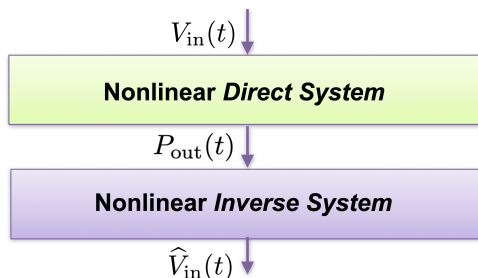 V_in(t)
Nonlinear Direct System
P_out(t)
Nonlinear Inverse System
V̂_in(t)